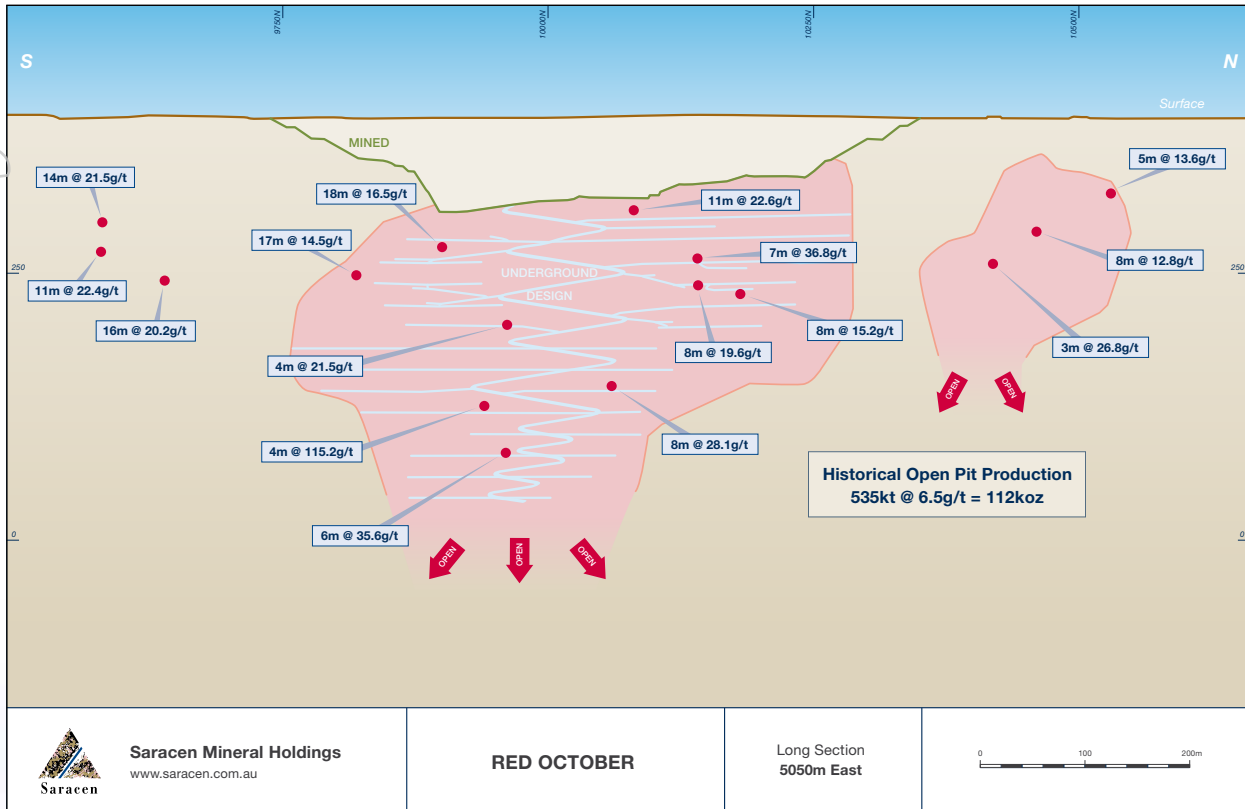 9750N
10000N
10250N
10500N
S
N
Surface
MINED
14m @ 21.5g/t
18m @ 16.5g/t
5m @ 13.6g/t
11m @ 22.6g/t
17m @ 14.5g/t
7m @ 36.8g/t
8m @ 12.8g/t
UNDERGROUND
DESIGN
250
250
11m @ 22.4g/t
16m @ 20.2g/t
8m @ 15.2g/t
4m @ 21.5g/t
8m @ 19.6g/t
3m @ 26.8g/t
OPEN
OPEN
4m @ 115.2g/t
8m @ 28.1g/t
Historical Open Pit Production
535kt @ 6.5g/t = 112koz
6m @ 35.6g/t
0
0
OPEN
OPEN
OPEN
Saracen
Saracen Mineral Holdings
www.saracen.com.au
RED OCTOBER
Long Section
5050m East
0 100 200m